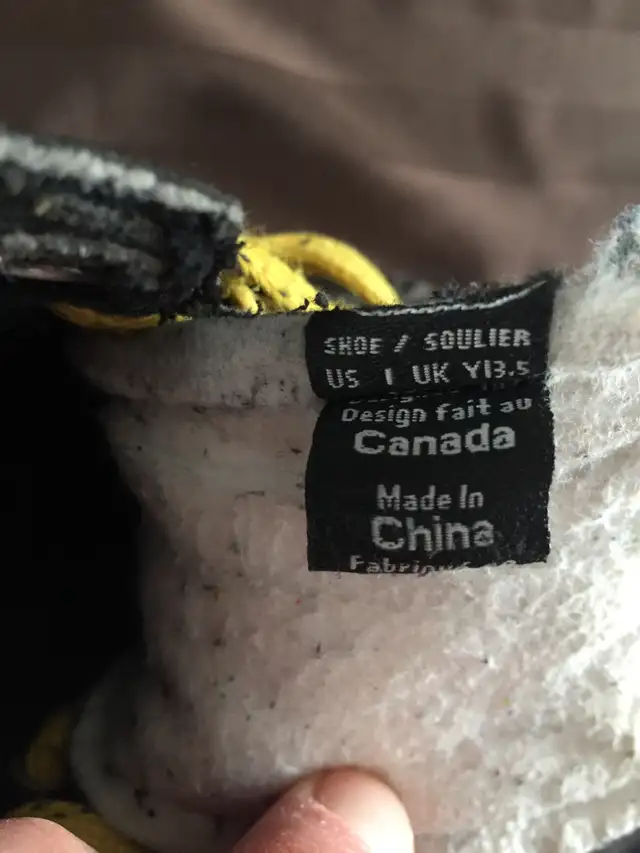 SHOE / SOULIER
US 1 UK Y13.5
Design fait au
Canada
Made In
China